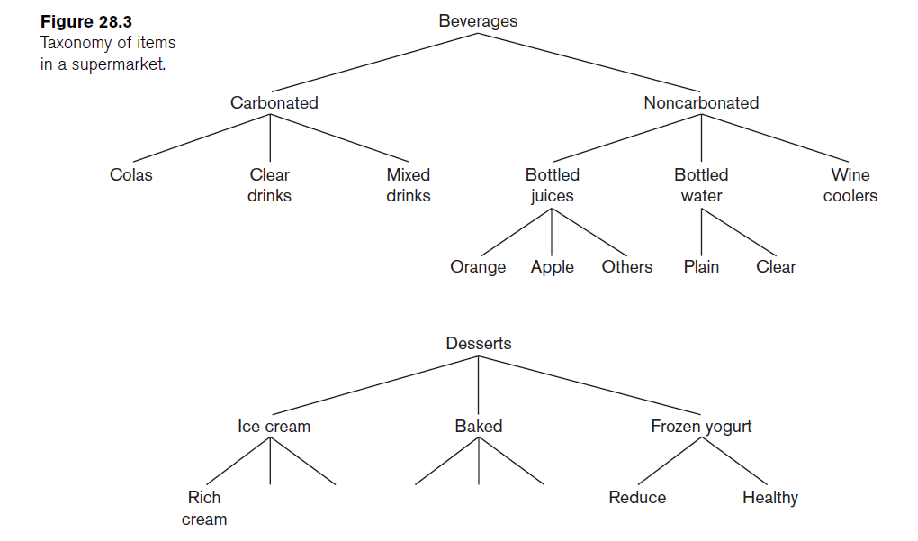 Figure 28.3
Taxonomy of items
in a supermarket.
Beverages
Carbonated
Noncarbonated
Colas
Clear
drinks
Mixed
drinks
Bottled
juices
Bottled
water
Wine
coolers
Orange
Apple
Others
Plain
Clear
Desserts
Ice cream
Baked
Frozen yogurt
Rich
cream
Reduce
Healthy